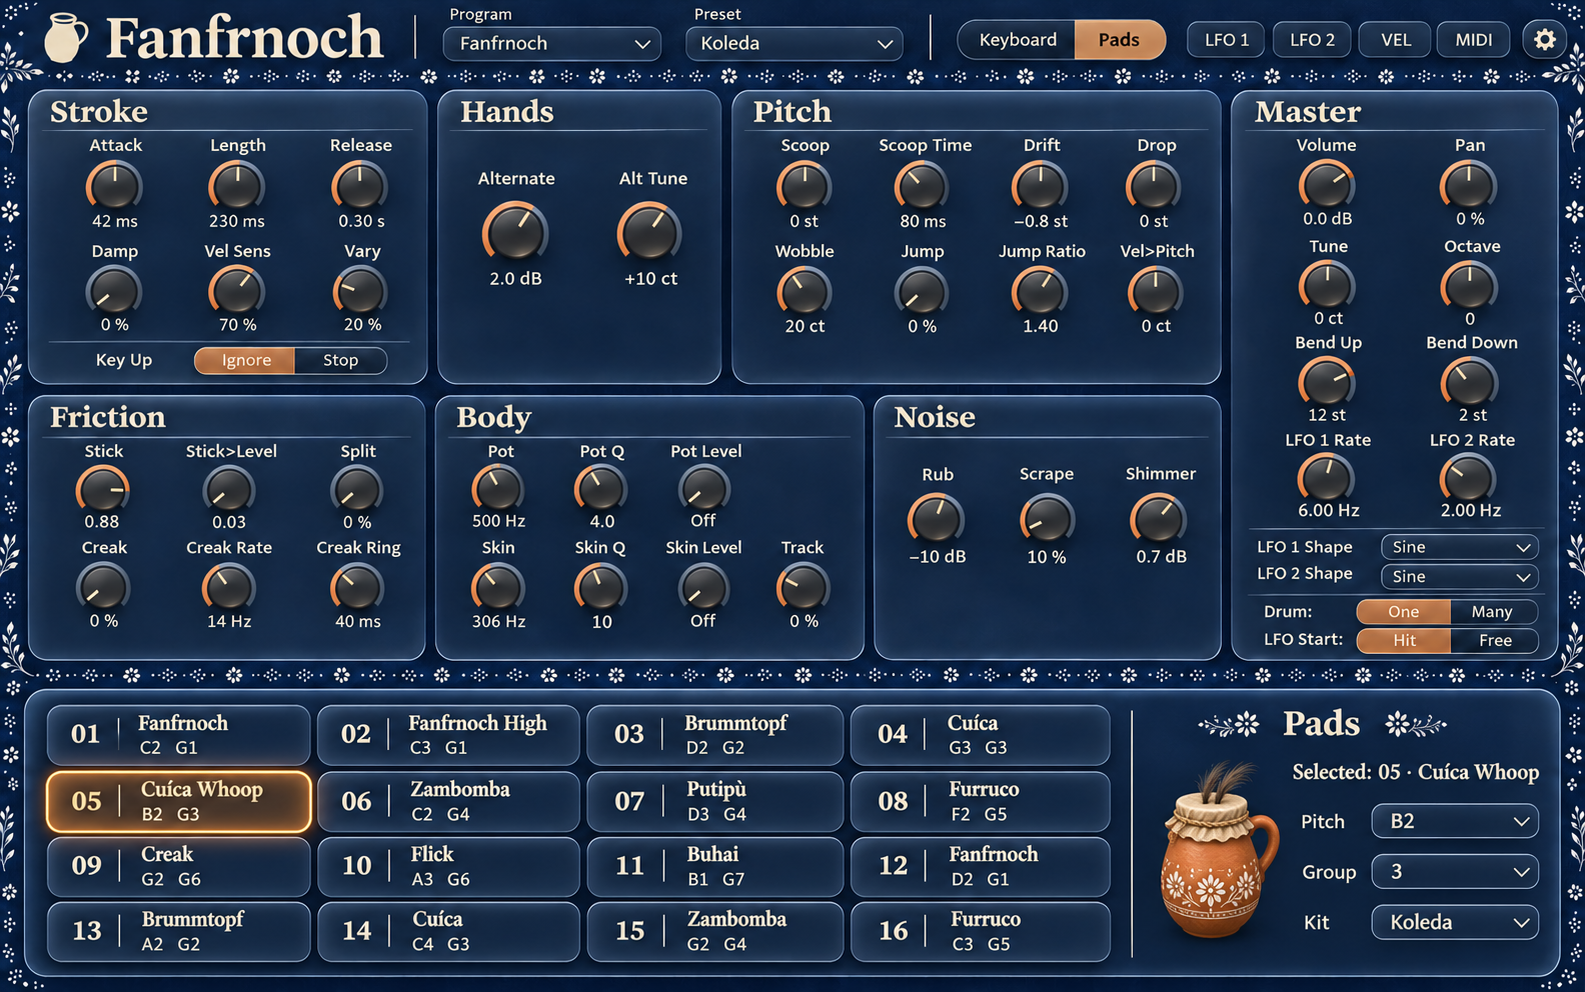 Fanfrnoch
Program
Fanfrnoch
Preset
Koleda
Keyboard Pads
LFO 1 LFO 2 VEL MIDI
Stroke
Attack Length Release
42 ms 230 ms 0.30 s
Damp Vel Sens Vary
0 % 70 % 20 %
Key Up Ignore Stop
Hands
Alternate Alt Tune
2.0 dB +10 ct
Pitch
Scoop Scoop Time Drift Drop
0 st 80 ms −0.8 st 0 st
Wobble Jump Jump Ratio Vel>Pitch
20 ct 0 % 1.40 0 ct
Master
Volume Pan
0.0 dB 0 %
Tune Octave
0 ct 0
Bend Up Bend Down
12 st 2 st
LFO 1 Rate LFO 2 Rate
6.00 Hz 2.00 Hz
LFO 1 Shape Sine
LFO 2 Shape Sine
Drum: One Many
LFO Start: Hit Free
Friction
Stick Stick>Level Split
0.88 0.03 0 %
Creak Creak Rate Creak Ring
0 % 14 Hz 40 ms
Body
Pot Pot Q Pot Level
500 Hz 4.0 Off
Skin Skin Q Skin Level Track
306 Hz 10 Off 0 %
Noise
Rub Scrape Shimmer
−10 dB 10 % 0.7 dB
01 Fanfrnoch
C2 G1
02 Fanfrnoch High
C3 G1
03 Brummtopf
D2 G2
04 Cuíca
G3 G3
05 Cuíca Whoop
B2 G3
06 Zambomba
C2 G4
07 Putipù
D3 G4
08 Furruco
F2 G5
09 Creak
G2 G6
10 Flick
A3 G6
11 Buhai
B1 G7
12 Fanfrnoch
D2 G1
13 Brummtopf
A2 G2
14 Cuíca
C4 G3
15 Zambomba
G2 G4
16 Furruco
C3 G5
Pads
Selected: 05 · Cuíca Whoop
Pitch B2
Group 3
Kit Koleda